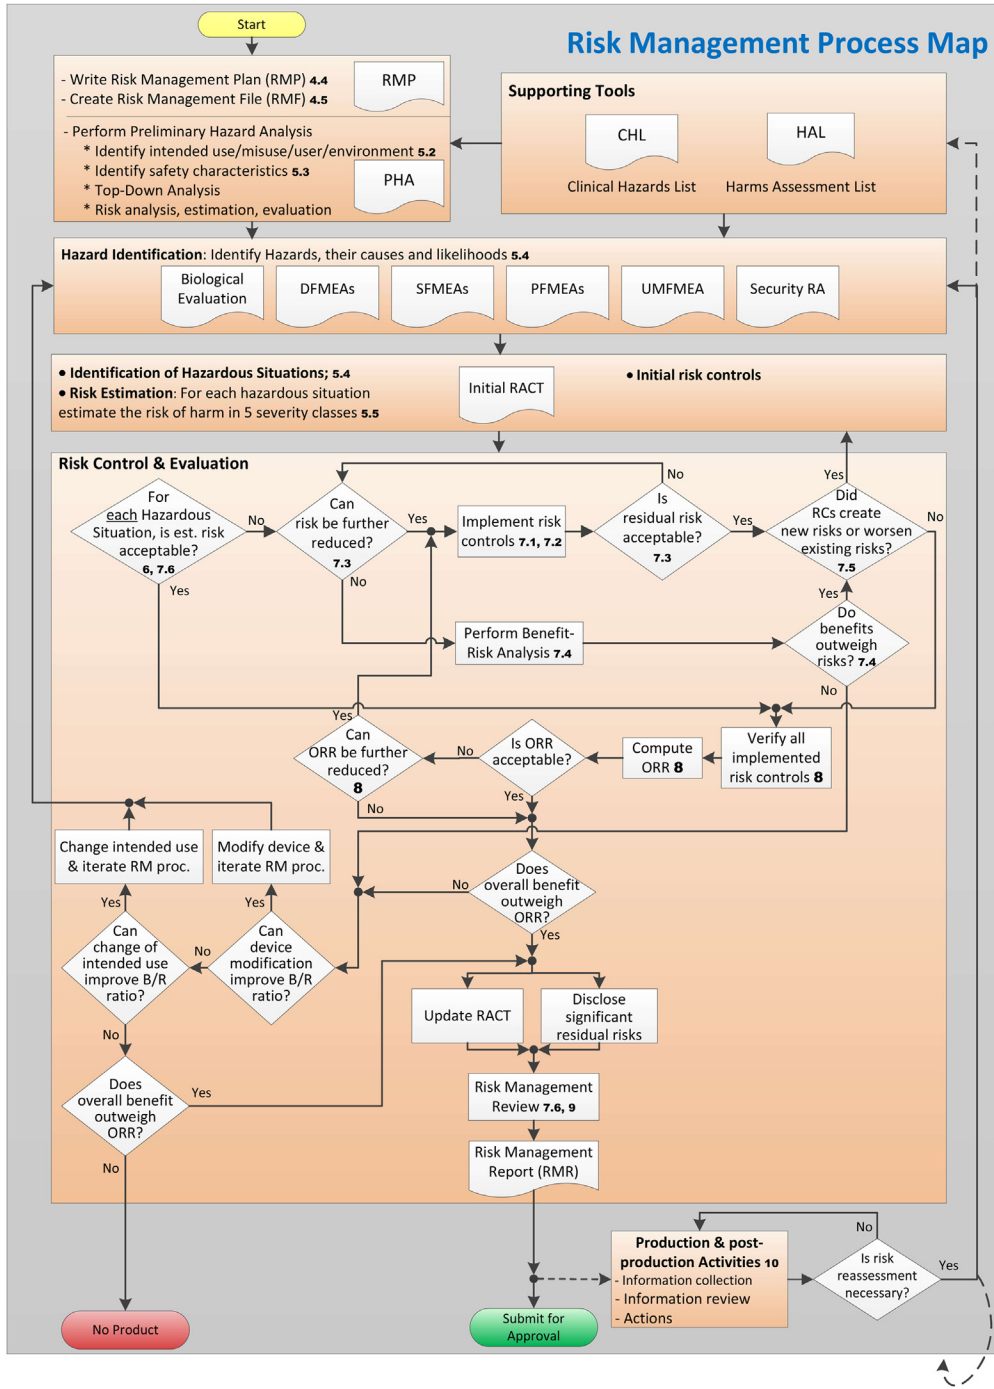 Start
Risk Management Process Map
- Write Risk Management Plan (RMP) 4.4
- Create Risk Management File (RMF) 4.5
RMP
- Perform Preliminary Hazard Analysis
* Identify intended use/misuse/user/environment 5.2
* Identify safety characteristics 5.3
* Top-Down Analysis
* Risk analysis, estimation, evaluation
PHA
Supporting Tools
CHL
HAL
Clinical Hazards List
Harms Assessment List
Hazard Identification: Identify Hazards, their causes and likelihoods 5.4
Biological
Evaluation
DFMEAs
SFMEAs
PFMEAs
UMFMEA
Security RA
● Identification of Hazardous Situations; 5.4
● Risk Estimation: For each hazardous situation
estimate the risk of harm in 5 severity classes 5.5
Initial RACT
● Initial risk controls
Risk Control & Evaluation
For
each Hazardous
Situation, is est. risk
acceptable?
6, 7.6
No
Yes
Can
risk be further
reduced?
7.3
Yes
No
Implement risk
controls 7.1, 7.2
No
Is
residual risk
acceptable?
7.3
Yes
Yes
Did
RCs create
new risks or worsen
existing risks?
7.5
No
Yes
Perform Benefit-
Risk Analysis 7.4
Do
benefits
outweigh
risks? 7.4
No
Yes
Can
ORR be further
reduced?
8
No
No
Is ORR
acceptable?
Yes
Compute
ORR 8
Verify all
implemented
risk controls 8
Change intended use
& iterate RM proc.
Modify device &
iterate RM proc.
Does
overall benefit
outweigh
ORR?
No
Yes
Yes
Can
change of
intended use
improve B/R
ratio?
No
No
Yes
Can
device
modification
improve B/R
ratio?
Update RACT
Disclose
significant
residual risks
Does
overall benefit
outweigh
ORR?
Yes
No
Risk Management
Review 7.6, 9
Risk Management
Report (RMR)
Production & post-
production Activities 10
- Information collection
- Information review
- Actions
No
Is risk
reassessment
necessary?
Yes
No Product
Submit for
Approval